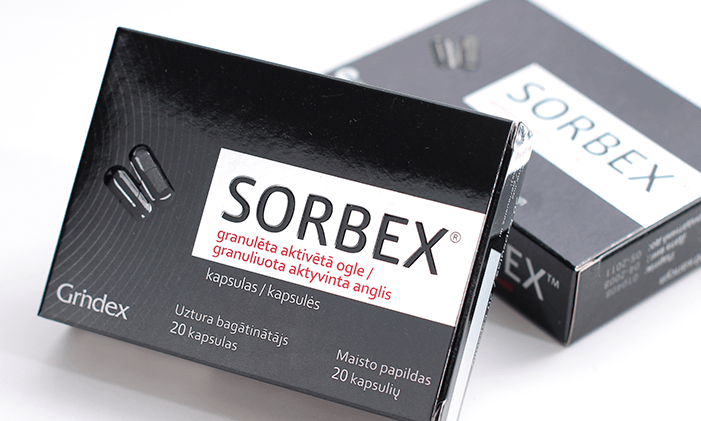 SORBEX®
granulēta aktivētā ogle /
granuliuota aktyvinta anglis
kapsulas / kapsulės
Grindex
Uztura bagātinātājs
20 kapsulas
Maisto papildas
20 kapsulių
SORBEX
BEX™